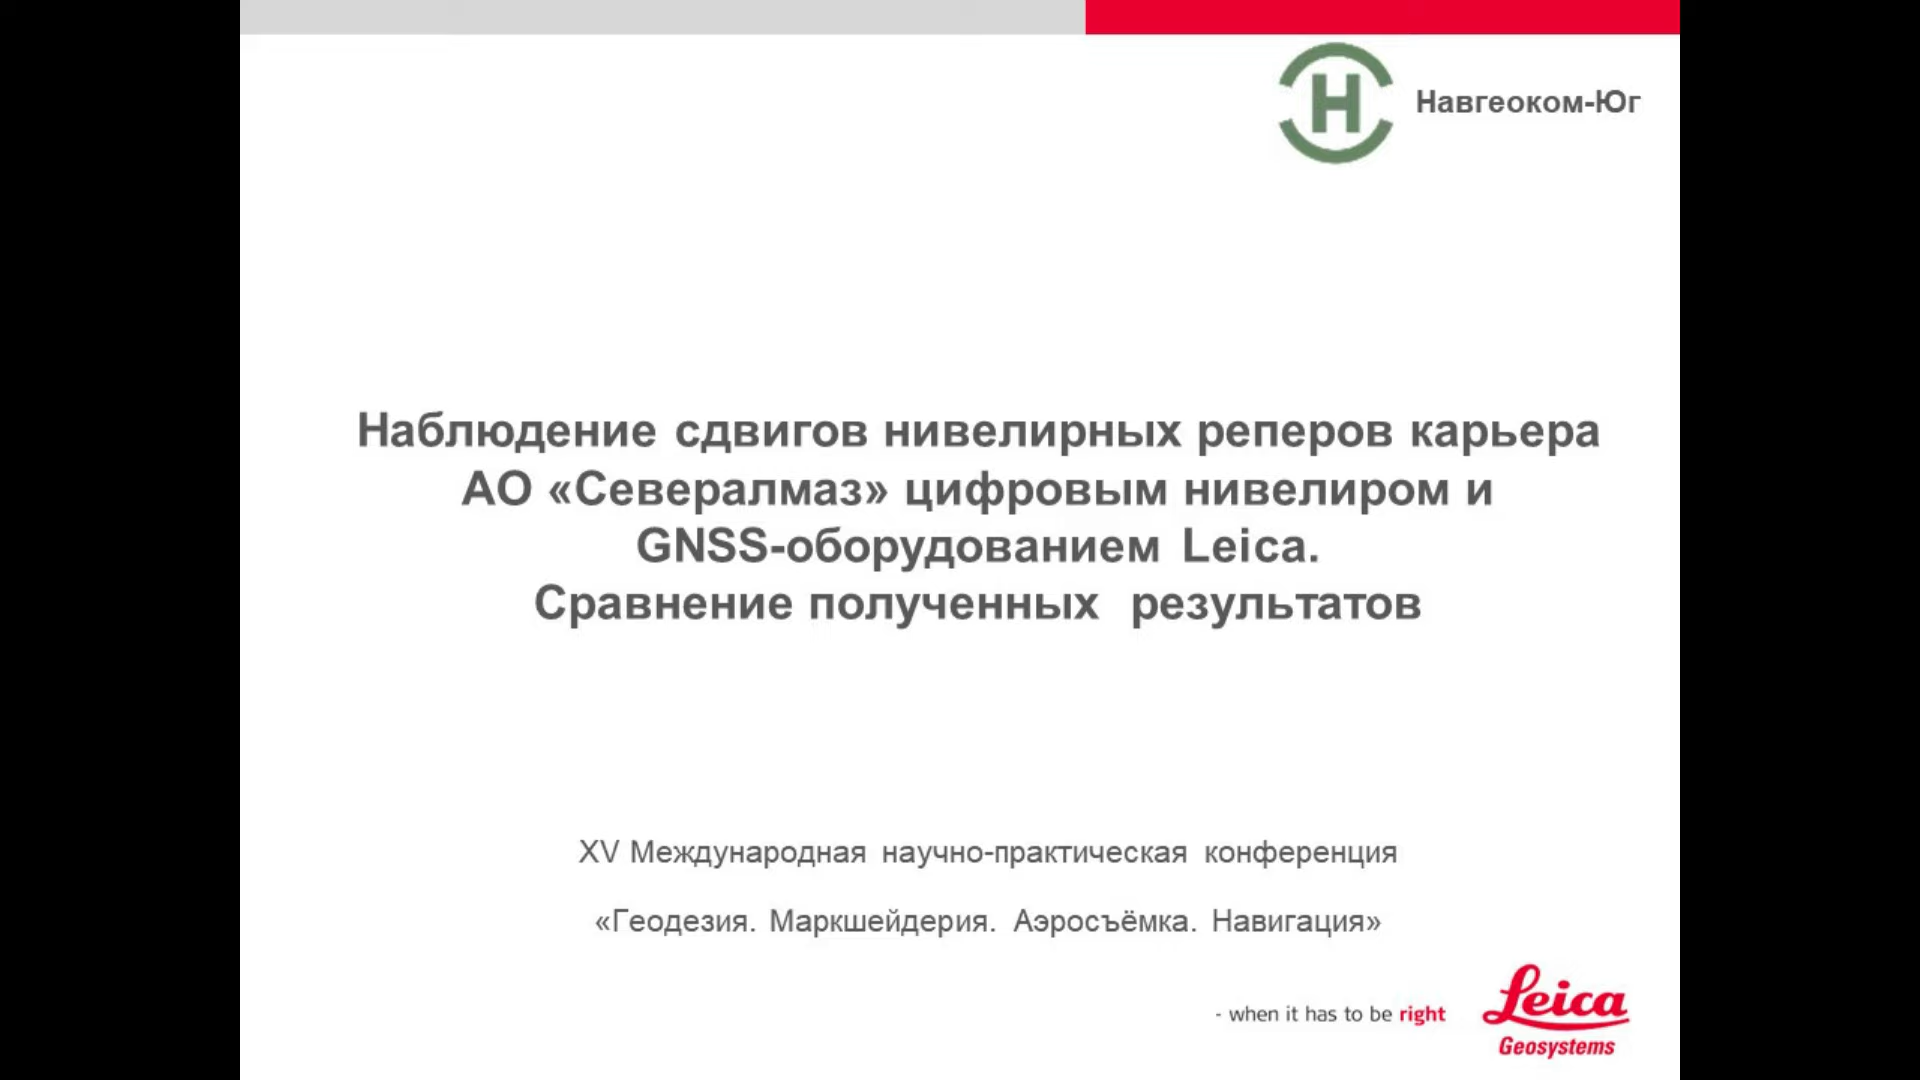 Н
Навгеоком-Юг
Наблюдение сдвигов нивелирных реперов карьера
АО «Севералмаз» цифровым нивелиром и
GNSS-оборудованием Leica.
Сравнение полученных результатов
XV Международная научно-практическая конференция
«Геодезия. Маркшейдерия. Аэросъёмка. Навигация»
- when it has to be right
Leica
Geosystems